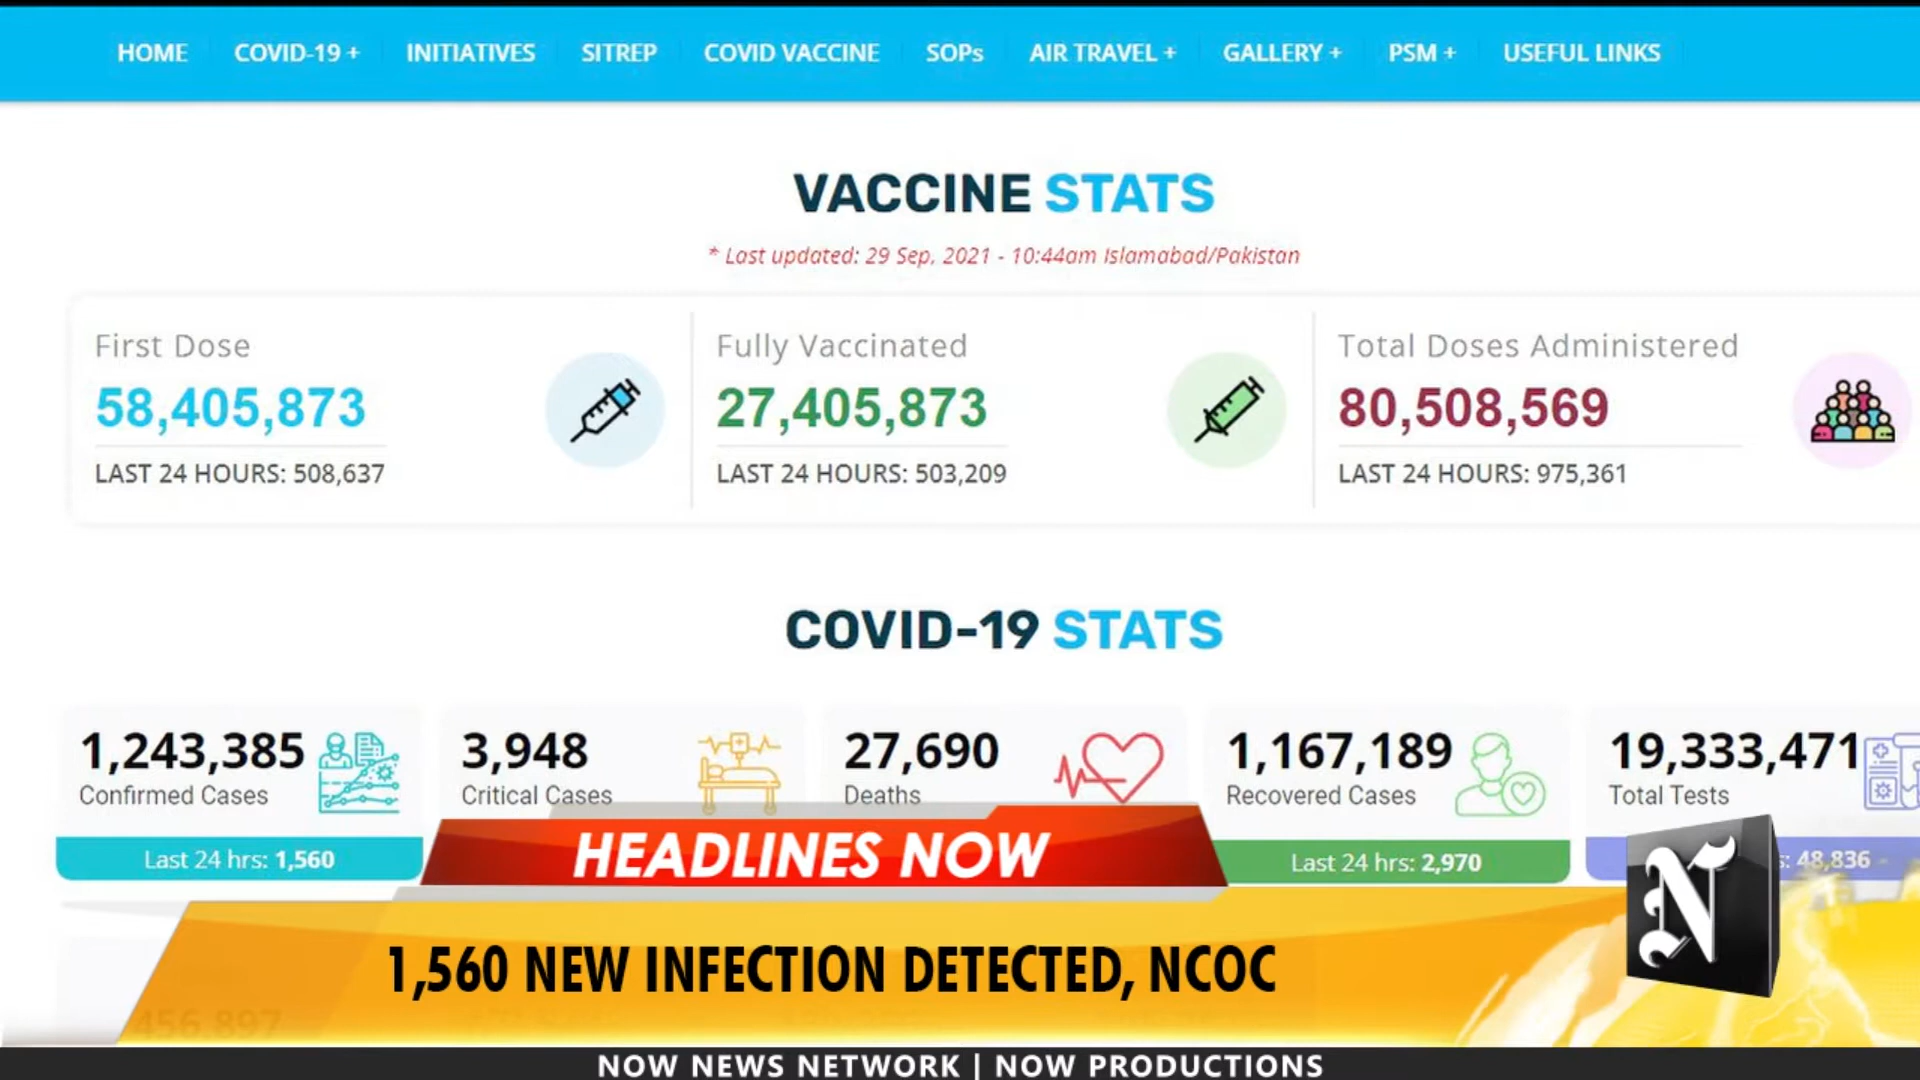 HOME COVID-19 + INITIATIVES SITREP COVID VACCINE SOPs AIR TRAVEL + GALLERY + PSM + USEFUL LINKS
VACCINE STATS
* Last updated: 29 Sep, 2021 - 10:44am Islamabad/Pakistan
First Dose
58,405,873
LAST 24 HOURS: 508,637
Fully Vaccinated
27,405,873
LAST 24 HOURS: 503,209
Total Doses Administered
80,508,569
LAST 24 HOURS: 975,361
COVID-19 STATS
1,243,385
Confirmed Cases
Last 24 hrs: 1,560
3,948
Critical Cases
27,690
Deaths
1,167,189
Recovered Cases
Last 24 hrs: 2,970
19,333,471
Total Tests
s: 48,836
HEADLINES NOW
N
1,560 NEW INFECTION DETECTED, NCOC
456,897
NOW NEWS NETWORK | NOW PRODUCTIONS